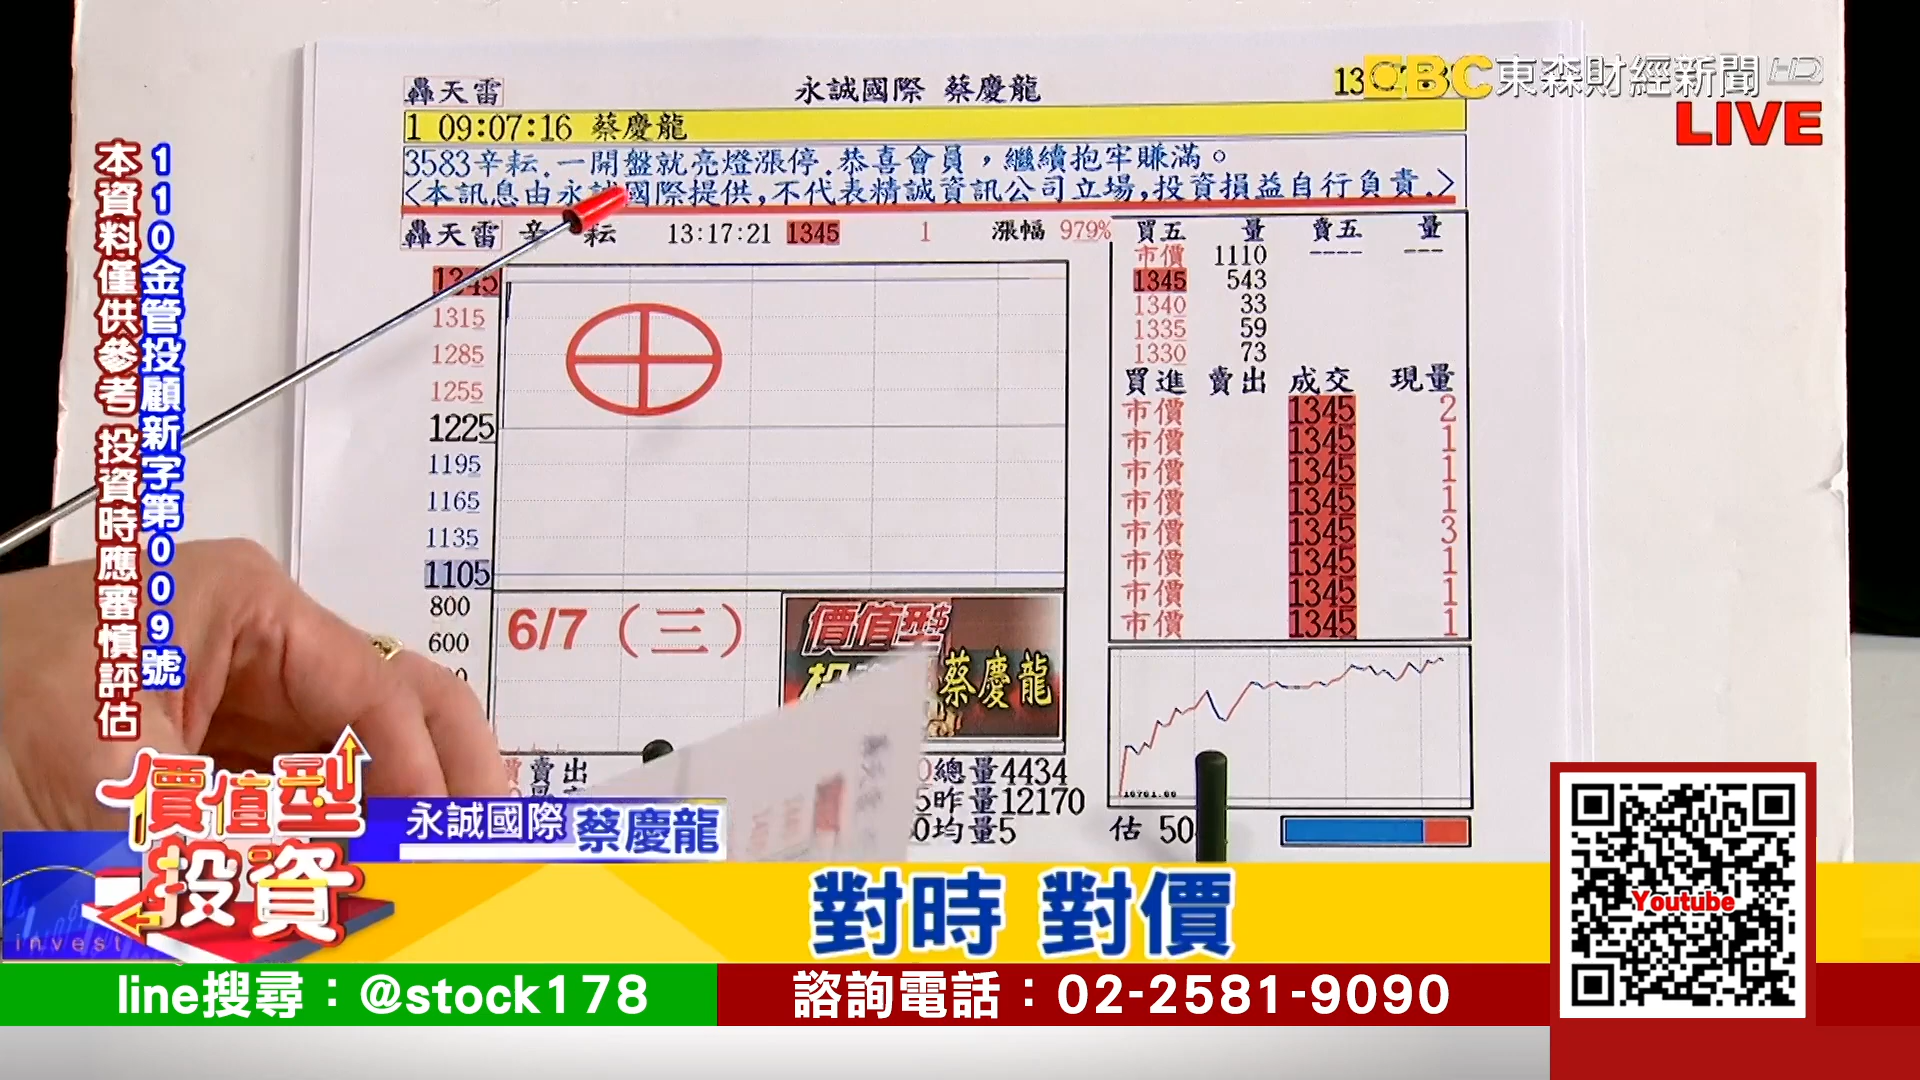 轟天雷 永誠國際 蔡慶龍 13
EBC 東森財經新聞 HD
LIVE
1 09:07:16 蔡慶龍
3583辛耘.一開盤就亮燈漲停.恭喜會員，繼續抱牢賺滿。
<本訊息由永誠國際提供,不代表精誠資訊公司立場,投資損益自行負責.>
轟天雷 辛 耘 13:17:21 1345 1 漲幅 979%
買五 量 賣五 量
市價 1110 ---- ---
1345 543
1340 33
1335 59
1330 73
買進 賣出 成交 現量
市價 1345 2
市價 1345 1
市價 1345 1
市價 1345 1
市價 1345 3
市價 1345 1
市價 1345 1
市價 1345 1
1345
1315
1285
1255
1225
1195
1165
1135
1105
800
600
6/7（三）
價值型
蔡慶龍
賣出
總量4434
昨量12170
均量5
估 50
110金管投顧新字第009號
本資料僅供參考 投資時應審慎評估
價值型
投資
invest
永誠國際 蔡慶龍
對時 對價
Youtube
line搜尋：@stock178
諮詢電話：02-2581-9090